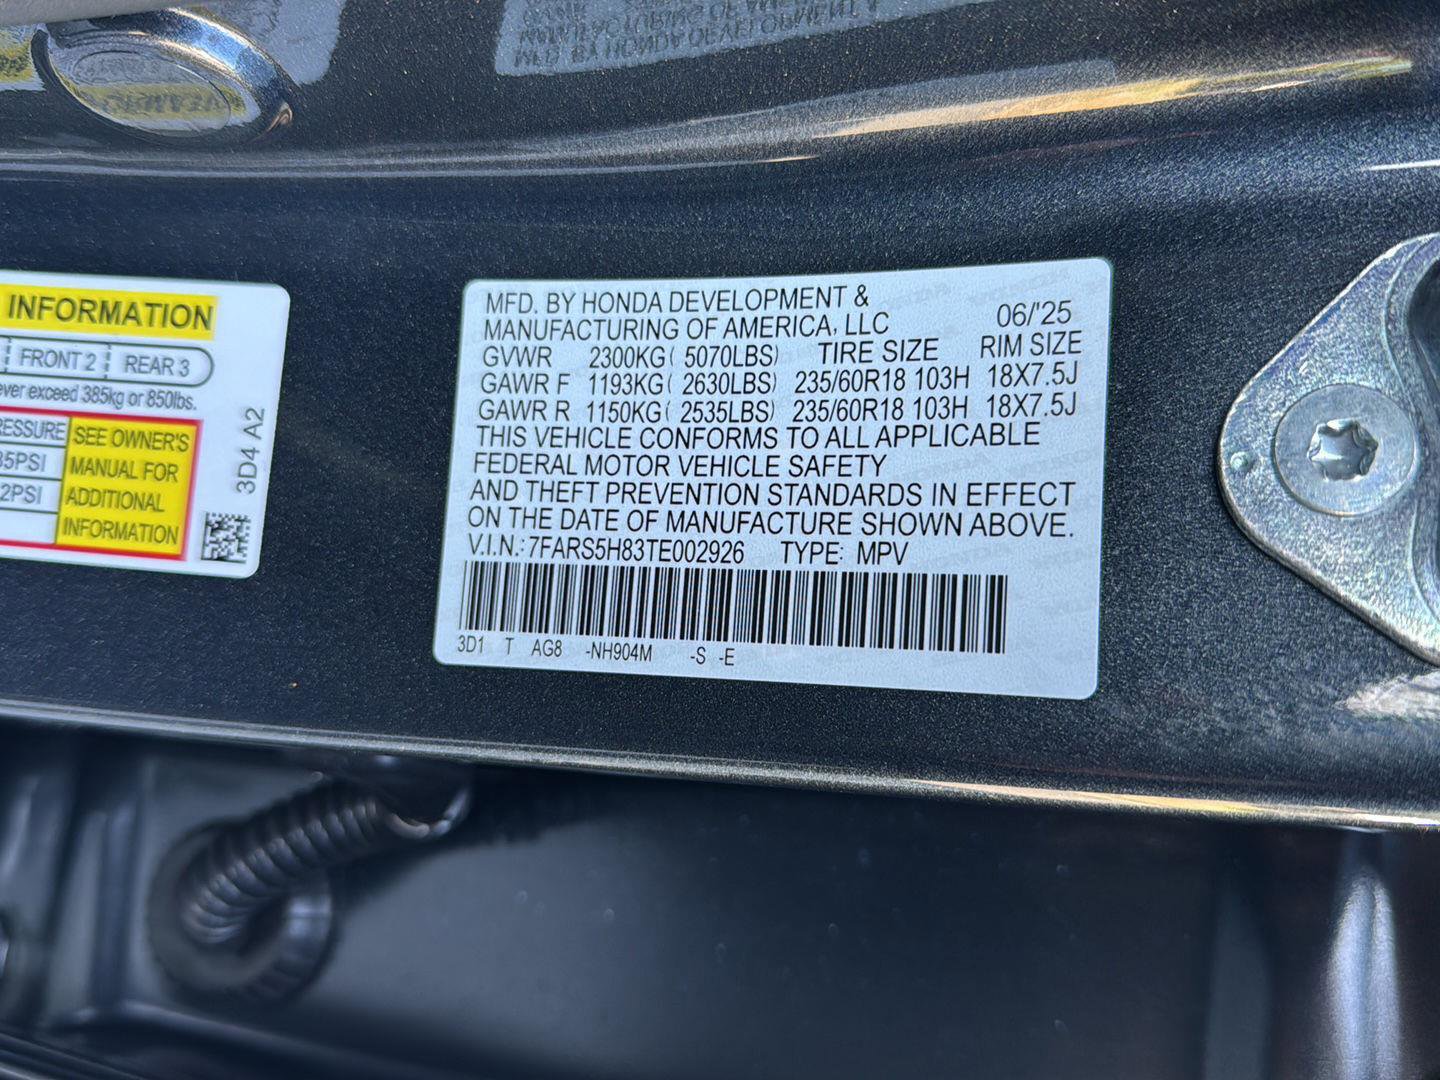 INFORMATION
FRONT 2 REAR 3
ever exceed 385kg or 850lbs.
RESSURE
35PSI
2PSI
SEE OWNER'S
MANUAL FOR
ADDITIONAL
INFORMATION
3D4 A2
MFD. BY HONDA DEVELOPMENT &
MANUFACTURING OF AMERICA, LLC 06/'25
GVWR 2300KG( 5070LBS) TIRE SIZE RIM SIZE
GAWR F 1193KG( 2630LBS) 235/60R18 103H 18X7.5J
GAWR R 1150KG( 2535LBS) 235/60R18 103H 18X7.5J
THIS VEHICLE CONFORMS TO ALL APPLICABLE
FEDERAL MOTOR VEHICLE SAFETY
AND THEFT PREVENTION STANDARDS IN EFFECT
ON THE DATE OF MANUFACTURE SHOWN ABOVE.
V.I.N.: 7FARS5H83TE002926 TYPE: MPV
3D1 T AG8 -NH904M -S -E